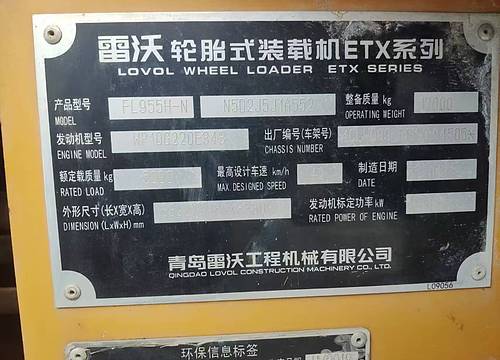 雷沃 轮胎式装载机ETX系列
LOVOL WHEEL LOADER ETX SERIES
产品型号 FL955H-N
MODEL
整备质量 kg
OPERATING WEIGHT
发动机型号
ENGINE MODEL
出厂编号(车架号)
CHASSIS NUMBER
额定载质量 kg
RATED LOAD
最高设计车速 km/h
MAX. DESIGNED SPEED
制造日期
DATE
外形尺寸(长X宽X高)
DIMENSION (LxWxH) mm
发动机标定功率 kW
RATED POWER OF ENGINE
青岛雷沃工程机械有限公司
QINGDAO LOVOL CONSTRUCTION MACHINERY CO., LTD.
L09056
环保信息标签